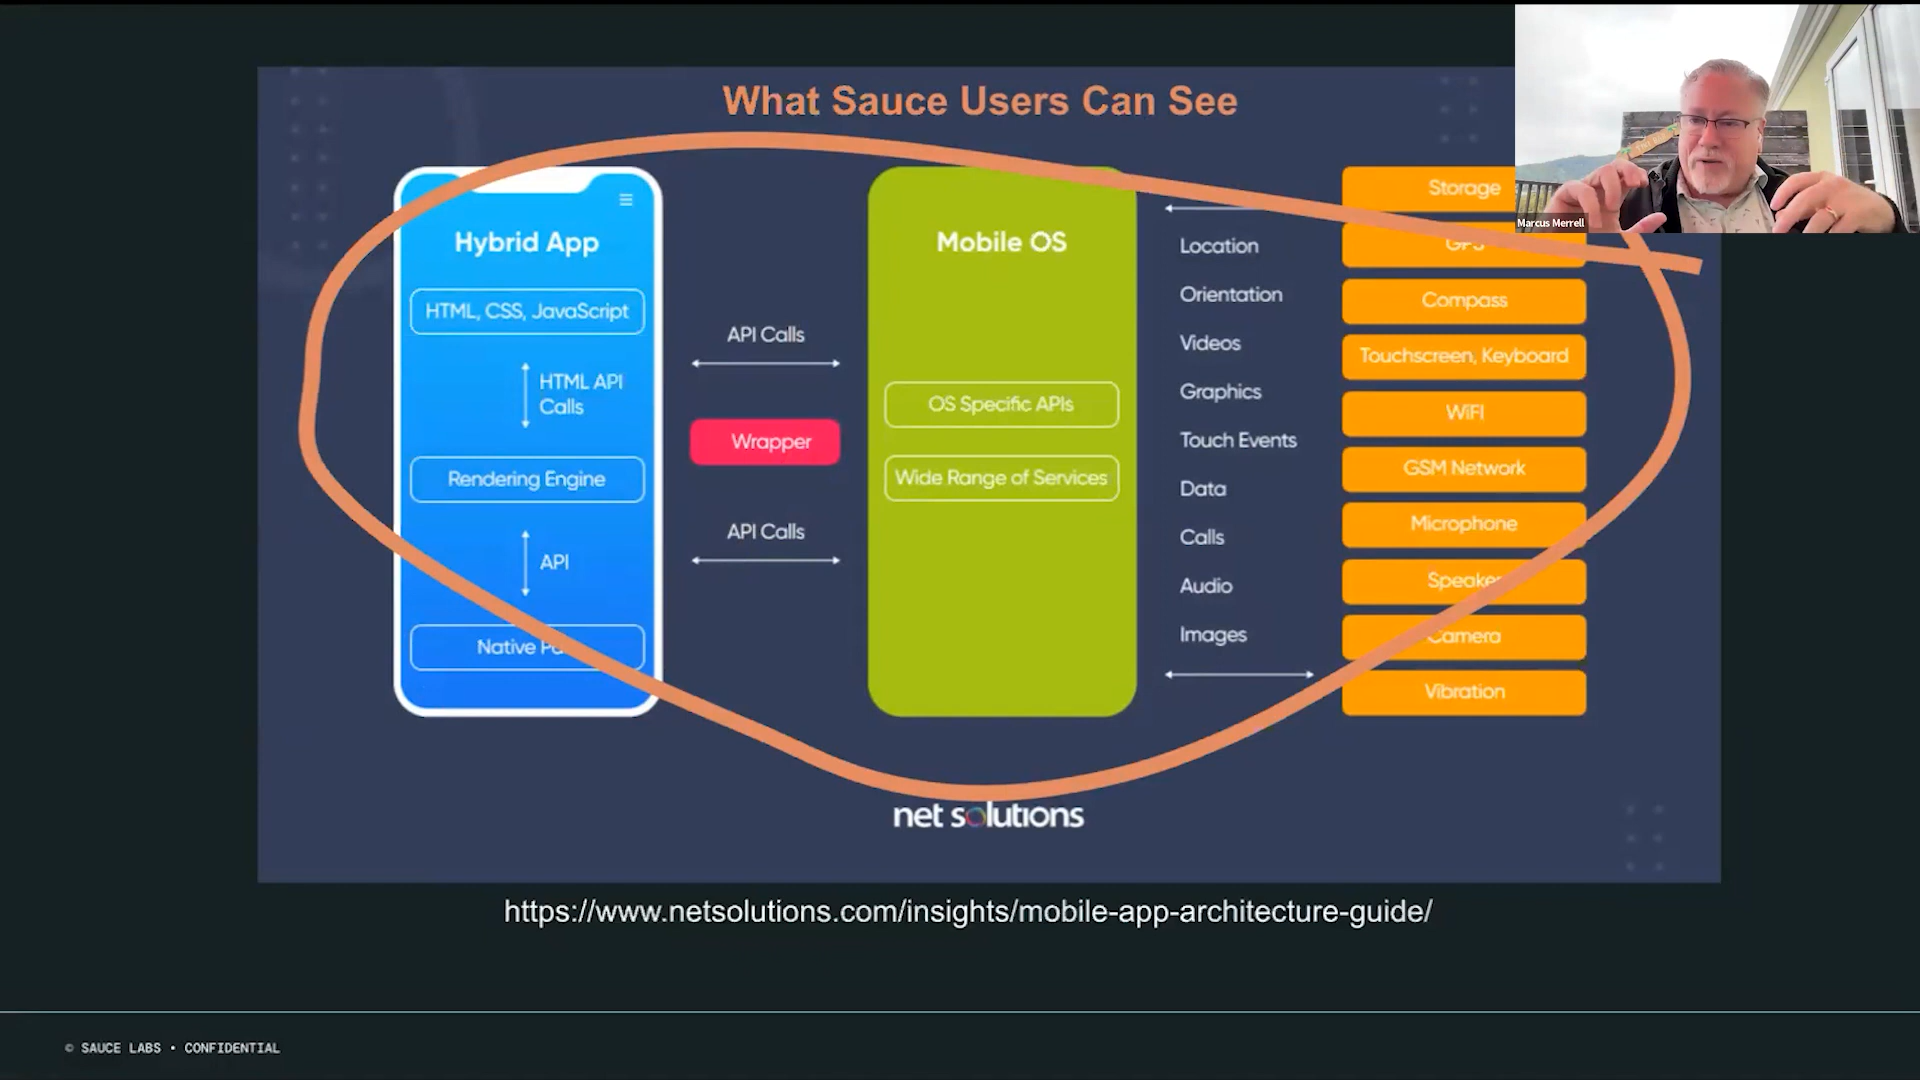 What Sauce Users Can See
Marcus Merrell
Hybrid App
HTML, CSS, JavaScript
HTML API
Calls
Rendering Engine
API
Native
API Calls
Wrapper
API Calls
Mobile OS
OS Specific APIs
Wide Range of Services
Location
Orientation
Videos
Graphics
Touch Events
Data
Calls
Audio
Images
Storage
GPS
Compass
Touchscreen, Keyboard
WiFI
GSM Network
Microphone
Speaker
Camera
Vibration
net solutions
https://www.netsolutions.com/insights/mobile-app-architecture-guide/
© SAUCE LABS • CONFIDENTIAL